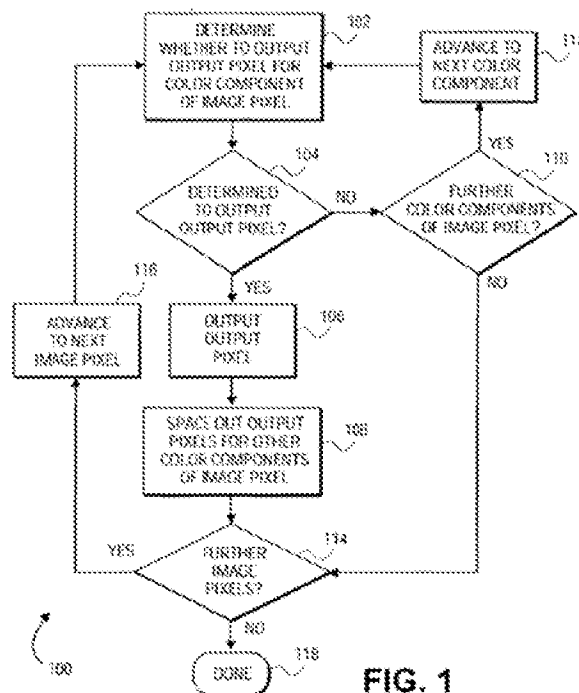 102
DETERMINE
WHETHER TO OUTPUT
OUTPUT PIXEL FOR
COLOR COMPONENT
OF IMAGE PIXEL
ADVANCE TO
NEXT COLOR
COMPONENT
104
DETERMINED
TO OUTPUT
OUTPUT PIXEL?
NO
YES
110
FURTHER
COLOR COMPONENTS
OF IMAGE PIXEL?
NO
YES
116
ADVANCE
TO NEXT
IMAGE PIXEL
106
OUTPUT
OUTPUT
PIXEL
108
SPACE OUT OUTPUT
PIXELS FOR OTHER
COLOR COMPONENTS
OF IMAGE PIXEL
YES
114
FURTHER
IMAGE
PIXELS?
NO
100
DONE
118
FIG. 1